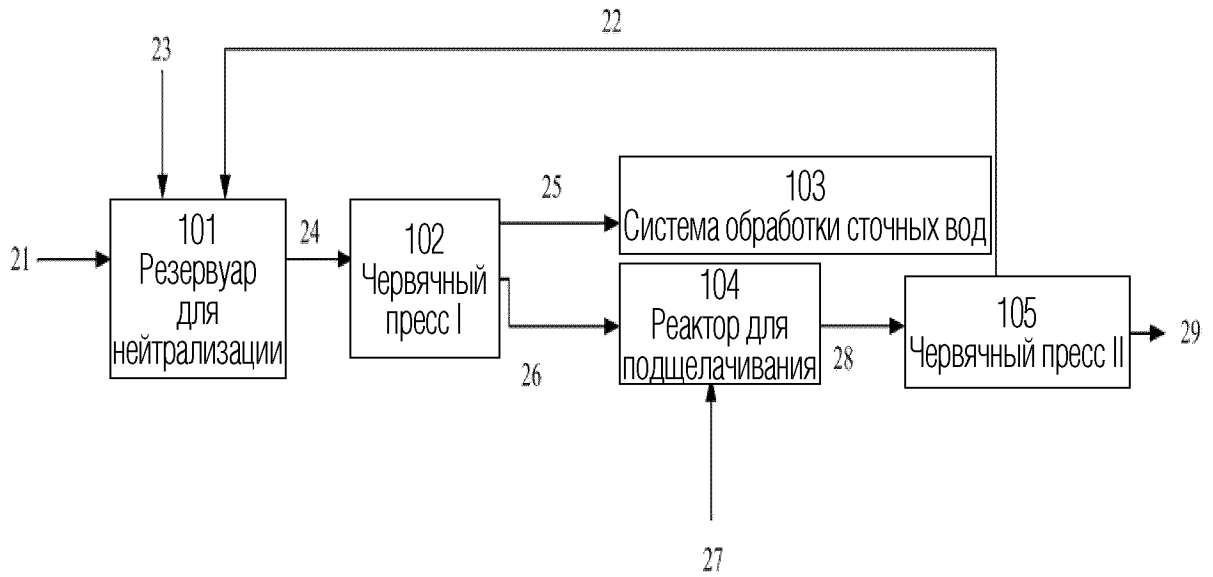 22
23
25
103
Система обработки сточных вод
101
Резервуар
для
нейтрализации
21
24
102
Червячный
пресс I
104
Реактор для
подщелачивания
26
28
105
Червячный пресс II
29
27